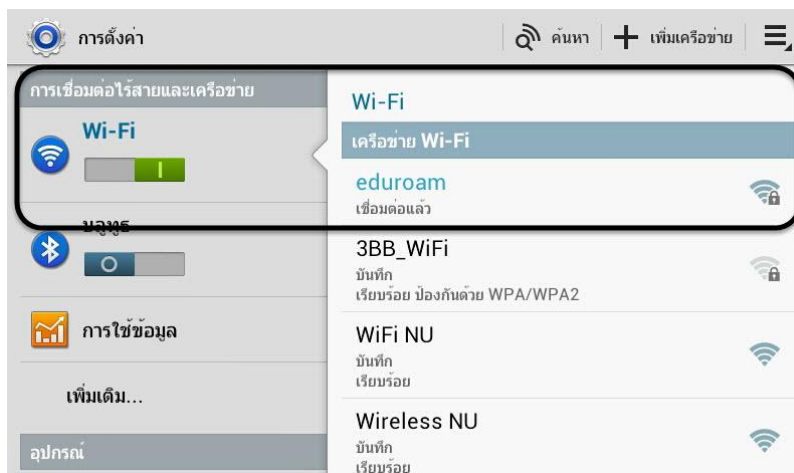 การตั้งค่า
ค้นหา
เพิ่มเครือข่าย
การเชื่อมต่อไร้สายและเครือข่าย
Wi-Fi
บลูทูธ
การใช้ข้อมูล
เพิ่มเติม...
อุปกรณ์
Wi-Fi
เครือข่าย Wi-Fi
eduroam
เชื่อมต่อแล้ว
3BB_WiFi
บันทึก
เรียบร้อย ป้องกันด้วย WPA/WPA2
WiFi NU
บันทึก
เรียบร้อย
Wireless NU
บันทึก
เรียบร้อย